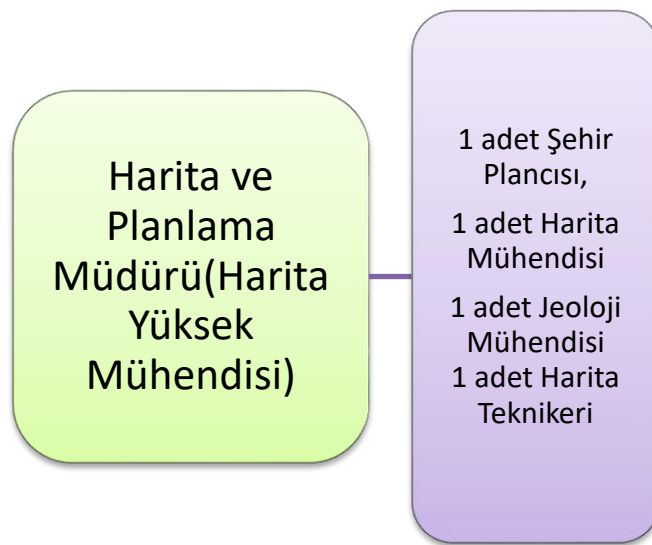 Harita ve
Planlama
Müdürü(Harita
Yüksek
Mühendisi)
1 adet Şehir
Plancısı,
1 adet Harita
Mühendisi
1 adet Jeoloji
Mühendisi
1 adet Harita
Teknikeri